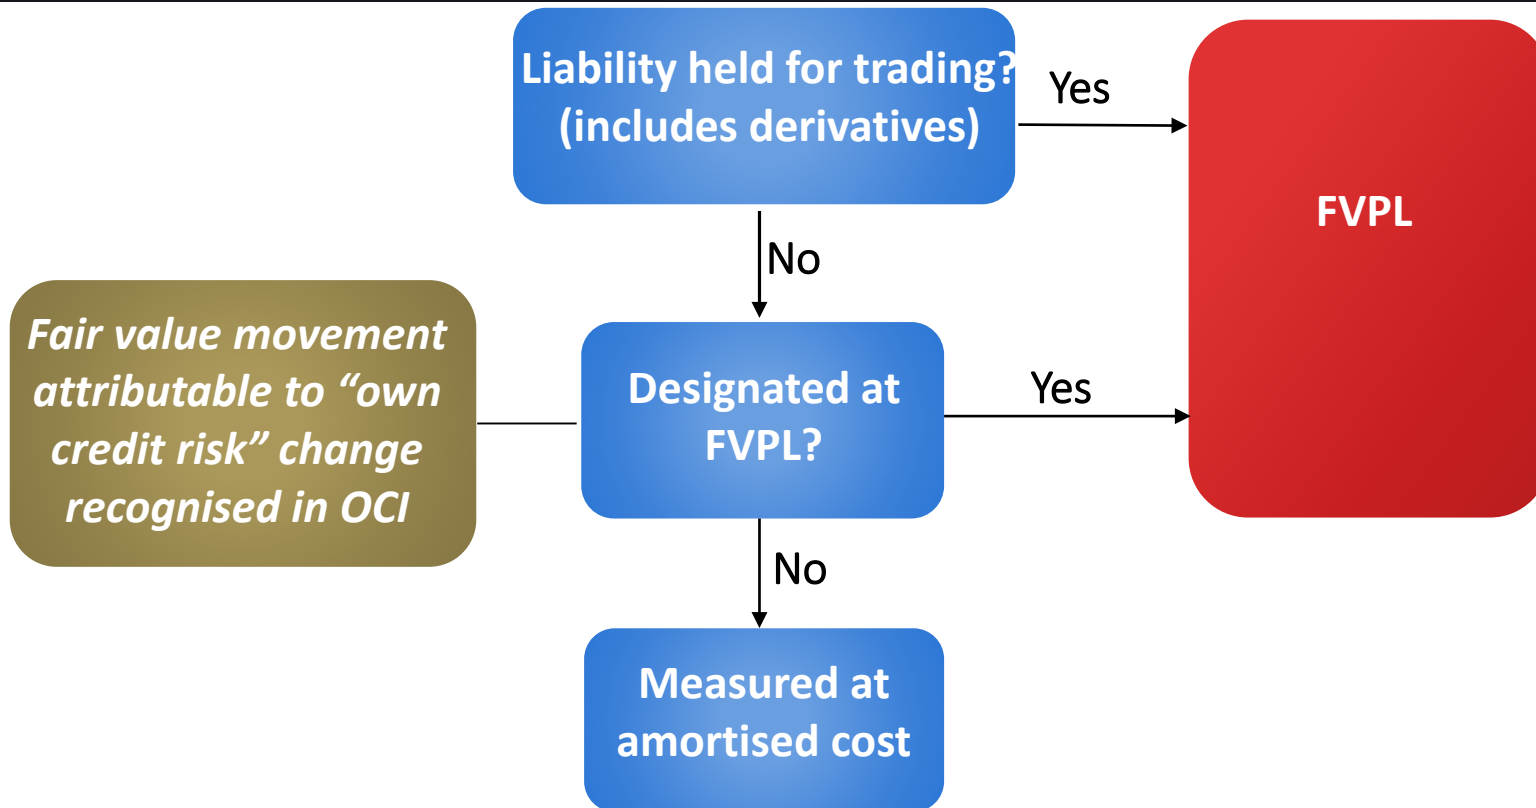 Liability held for trading?
(includes derivatives)
Yes
FVPL
No
Fair value movement
attributable to “own
credit risk” change
recognised in OCI
Designated at
FVPL?
Yes
No
Measured at
amortised cost